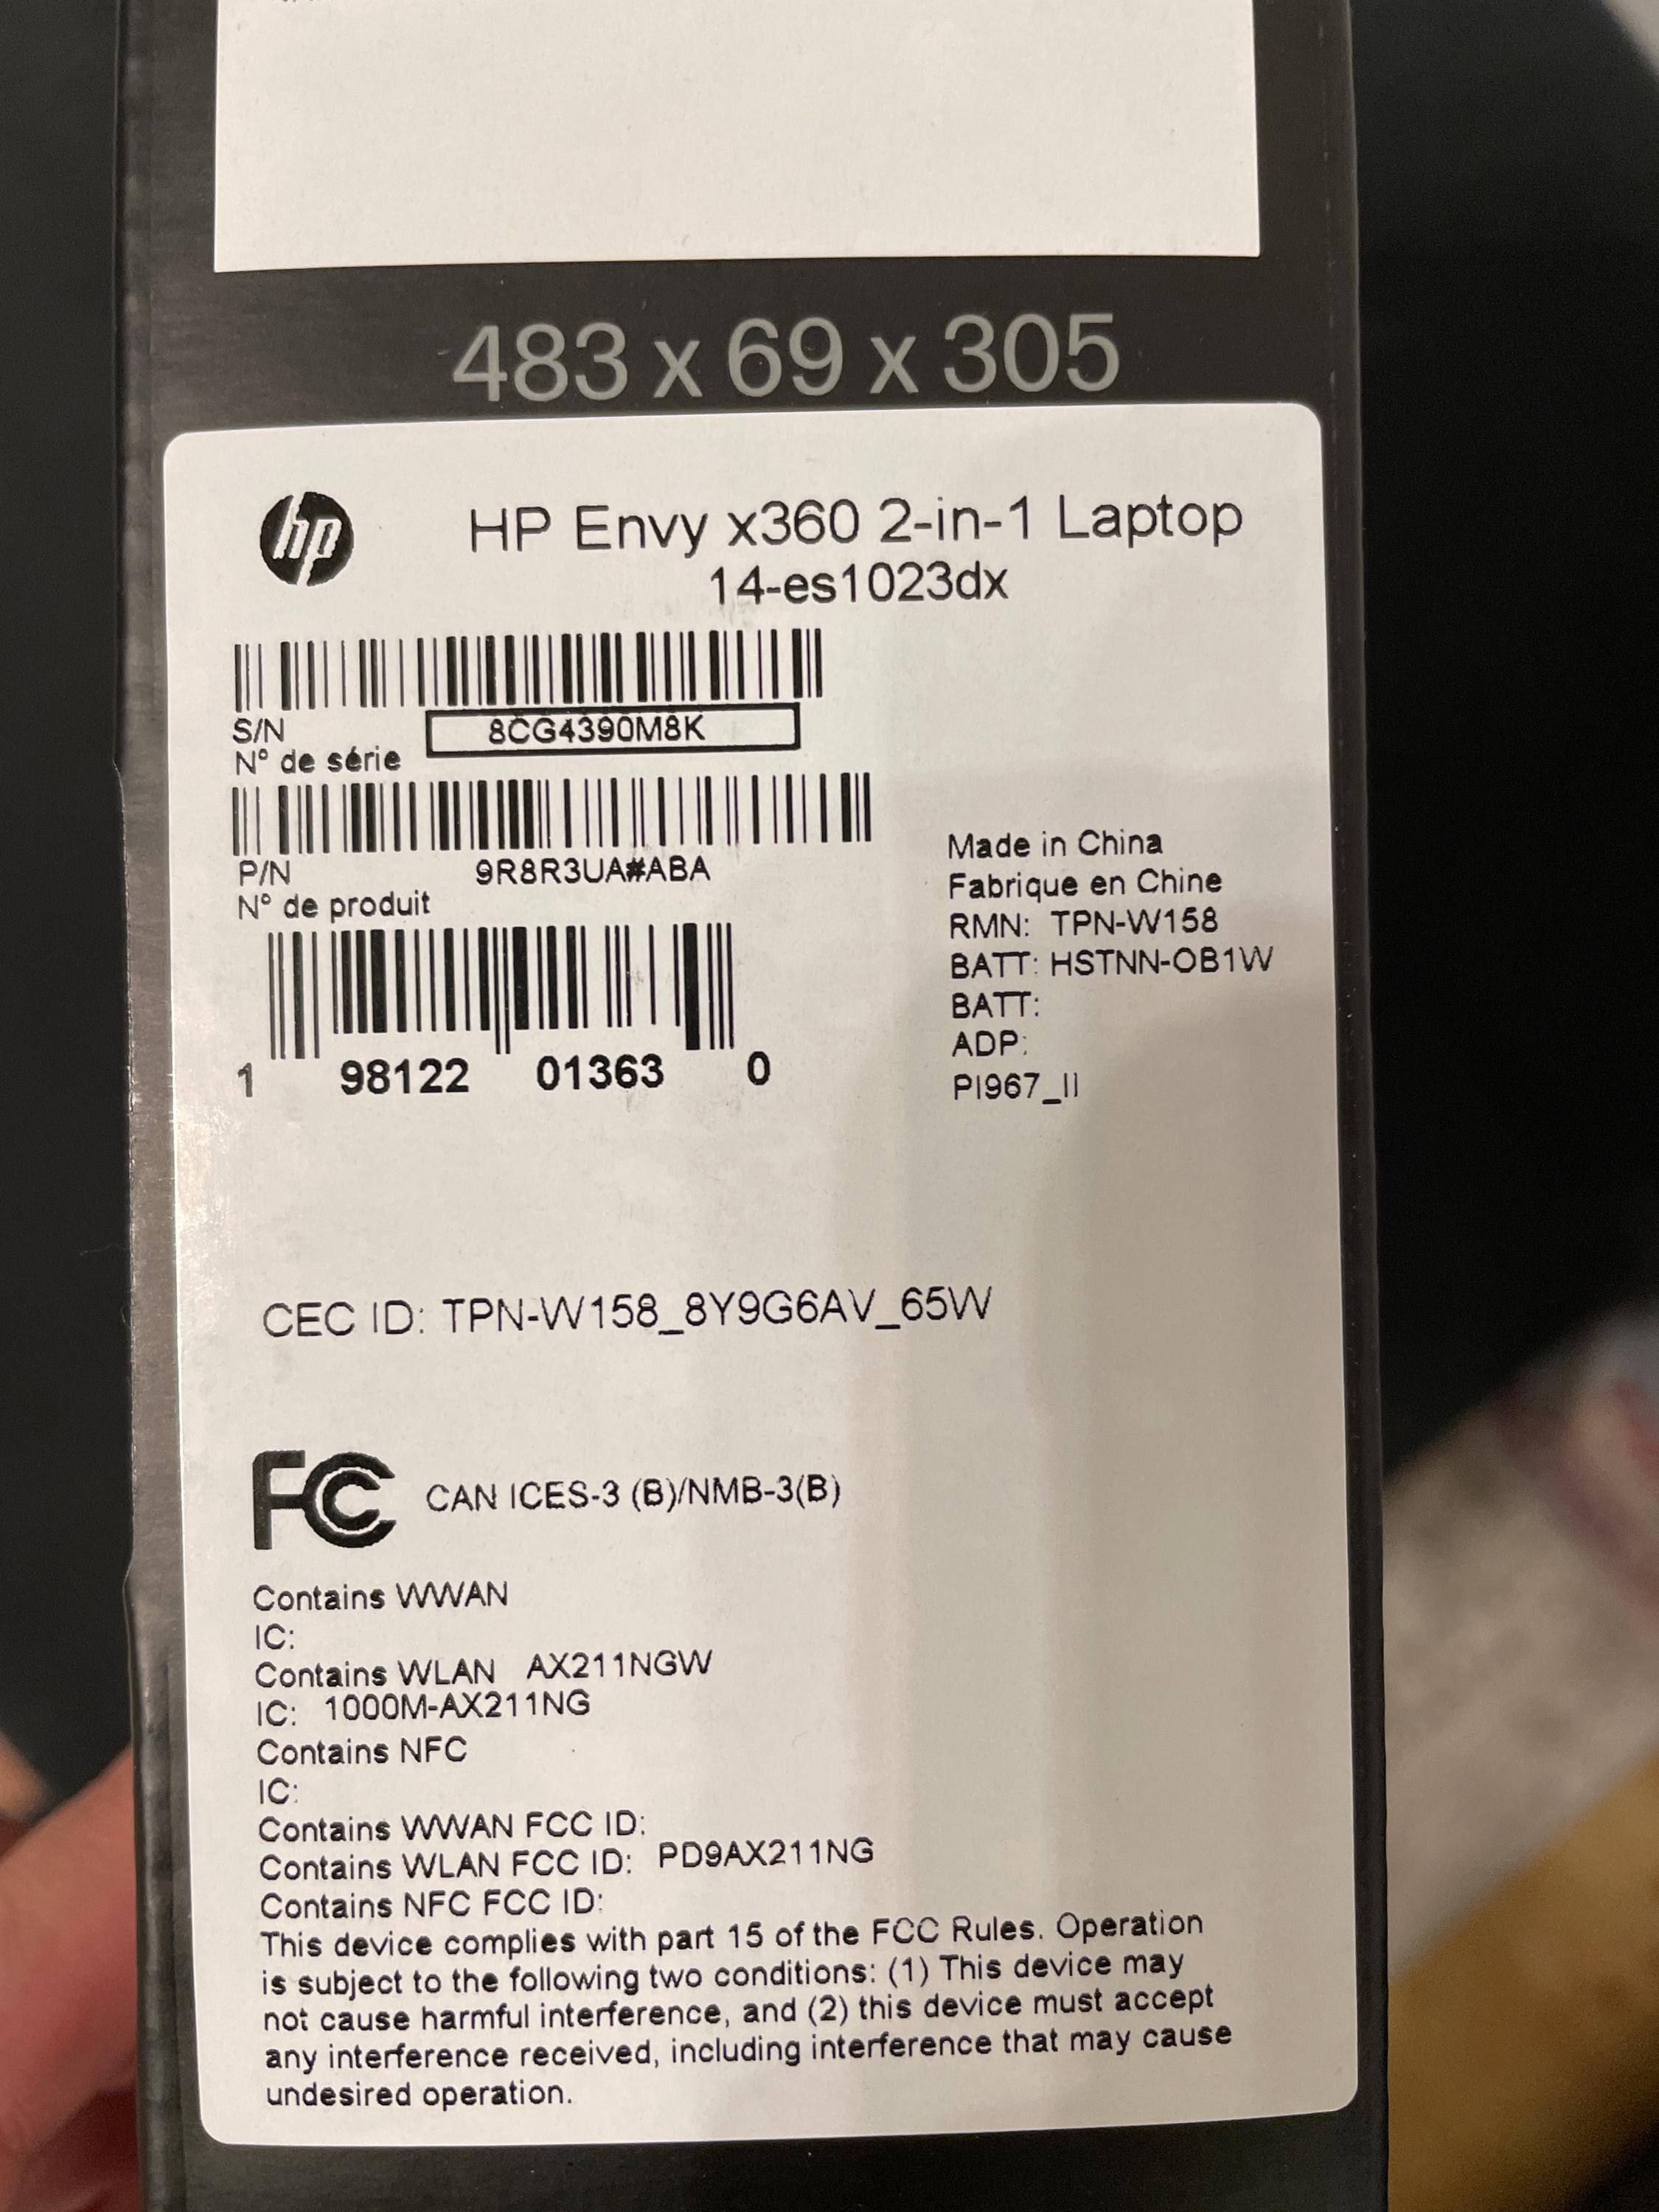 483 x 69 x 305
hp
HP Envy x360 2-in-1 Laptop
14-es1023dx
S/N 8CG4390M8K
N° de série
P/N 9R8R3UA#ABA
N° de produit
1 98122 01363 0
Made in China
Fabrique en Chine
RMN: TPN-W158
BATT: HSTNN-OB1W
BATT:
ADP:
PI967_II
CEC ID: TPN-W158_8Y9G6AV_65W
FC CAN ICES-3 (B)/NMB-3(B)
Contains WWAN
IC:
Contains WLAN AX211NGW
IC: 1000M-AX211NG
Contains NFC
IC:
Contains WWAN FCC ID:
Contains WLAN FCC ID: PD9AX211NG
Contains NFC FCC ID:
This device complies with part 15 of the FCC Rules. Operation
is subject to the following two conditions: (1) This device may
not cause harmful interference, and (2) this device must accept
any interference received, including interference that may cause
undesired operation.